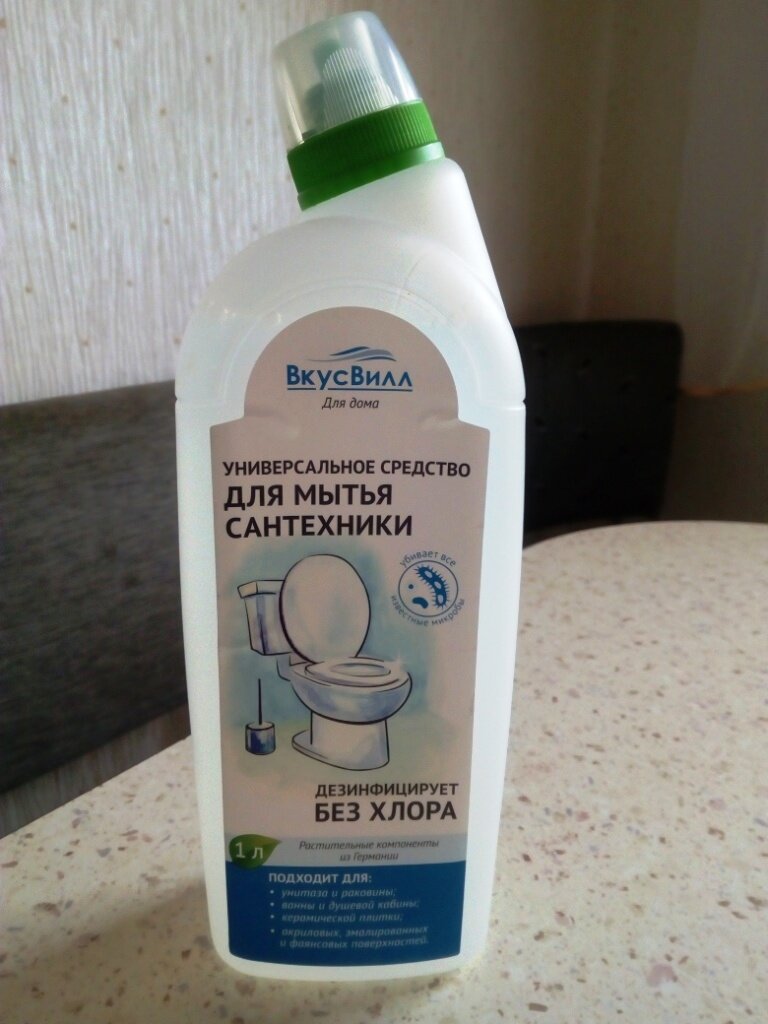 ВкусВилл
Для дома
УНИВЕРСАЛЬНОЕ СРЕДСТВО
ДЛЯ МЫТЬЯ
САНТЕХНИКИ
убивает все
известные микробы
ДЕЗИНФИЦИРУЕТ
БЕЗ ХЛОРА
1 л
Растительные компоненты
из Германии
ПОДХОДИТ ДЛЯ:
• унитаза и раковины;
• ванны и душевой кабины;
• керамической плитки;
• акриловых, эмалированных
и фаянсовых поверхностей.